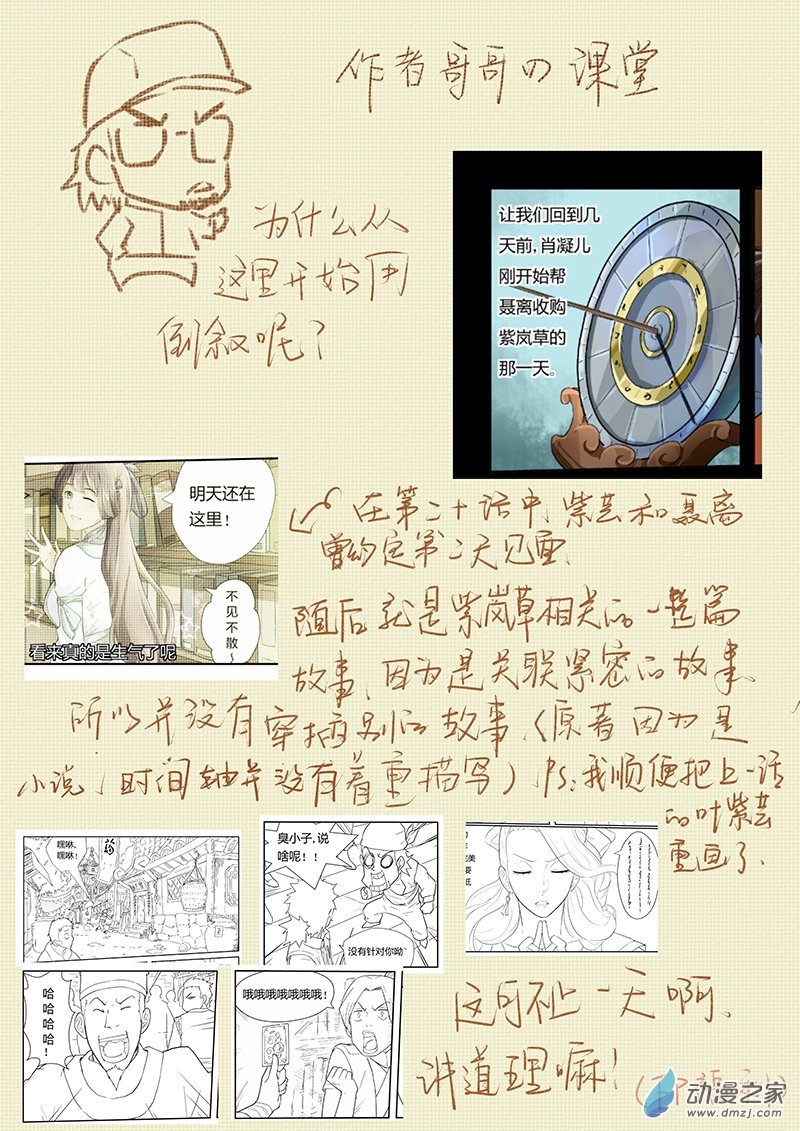 作者哥哥の课堂
为什么从
这里开始用
倒叙呢?
让我们回到几
天前,肖凝儿
刚开始帮
聂离收购
紫岚草的
那一天。
明天还在
这里!
不见不散~
看来真的是生气了呢
在第二十话中,紫芸和聂离
曾约定第二天见面、
随后就是紫岚草相关的一整篇
故事、因为是关联紧密的故事、
所以并没有穿插别的故事、(原著因为是
小说,时间轴并没有着重描写)、Ps:我顺便把上一话
的叶紫芸
重画了、
嘿咻、
嘿咻!
臭小子,说
啥呢!!
没有针对你呦
哈哈哈哈!
哦哦哦哦哦哦哦!
这可不止一天啊、
讲道理嘛!
动漫之家
www.dmzj.com